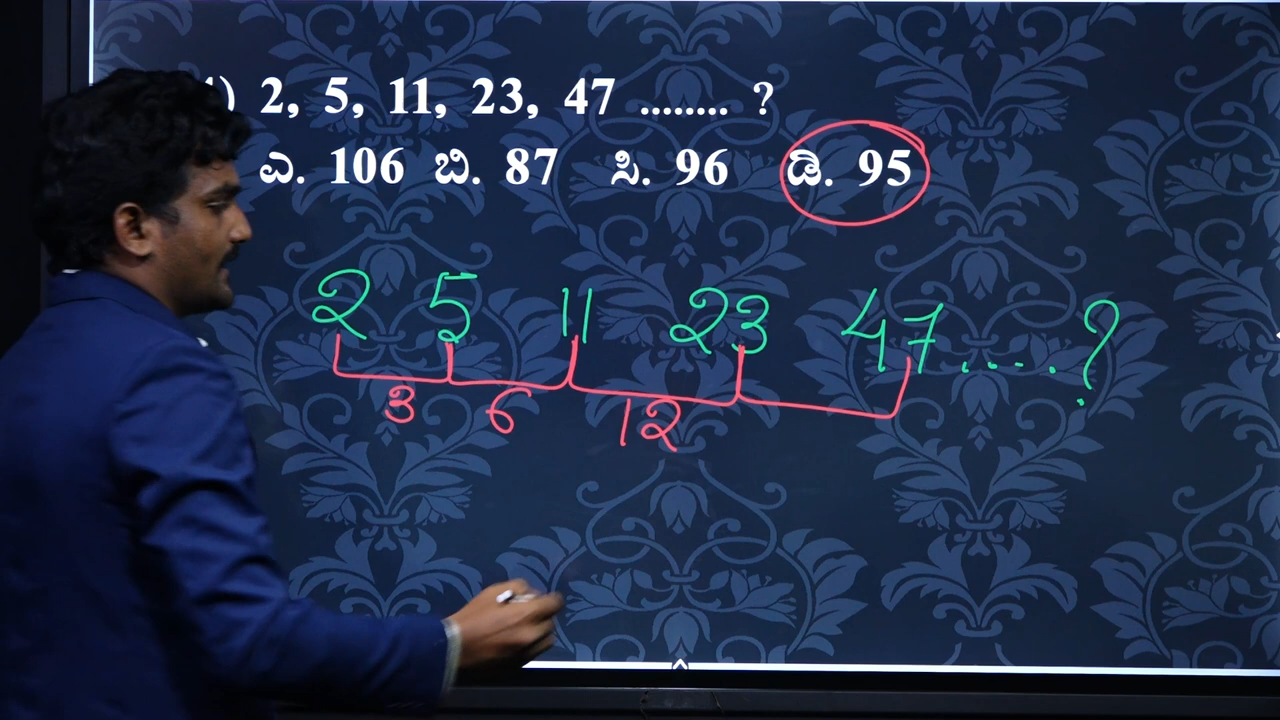 ) 2, 5, 11, 23, 47 ........ ?
ಎ. 106 ಬಿ. 87 ಸಿ. 96 ಡಿ. 95
2 5 11 23 47 ..... ?
3 6 12